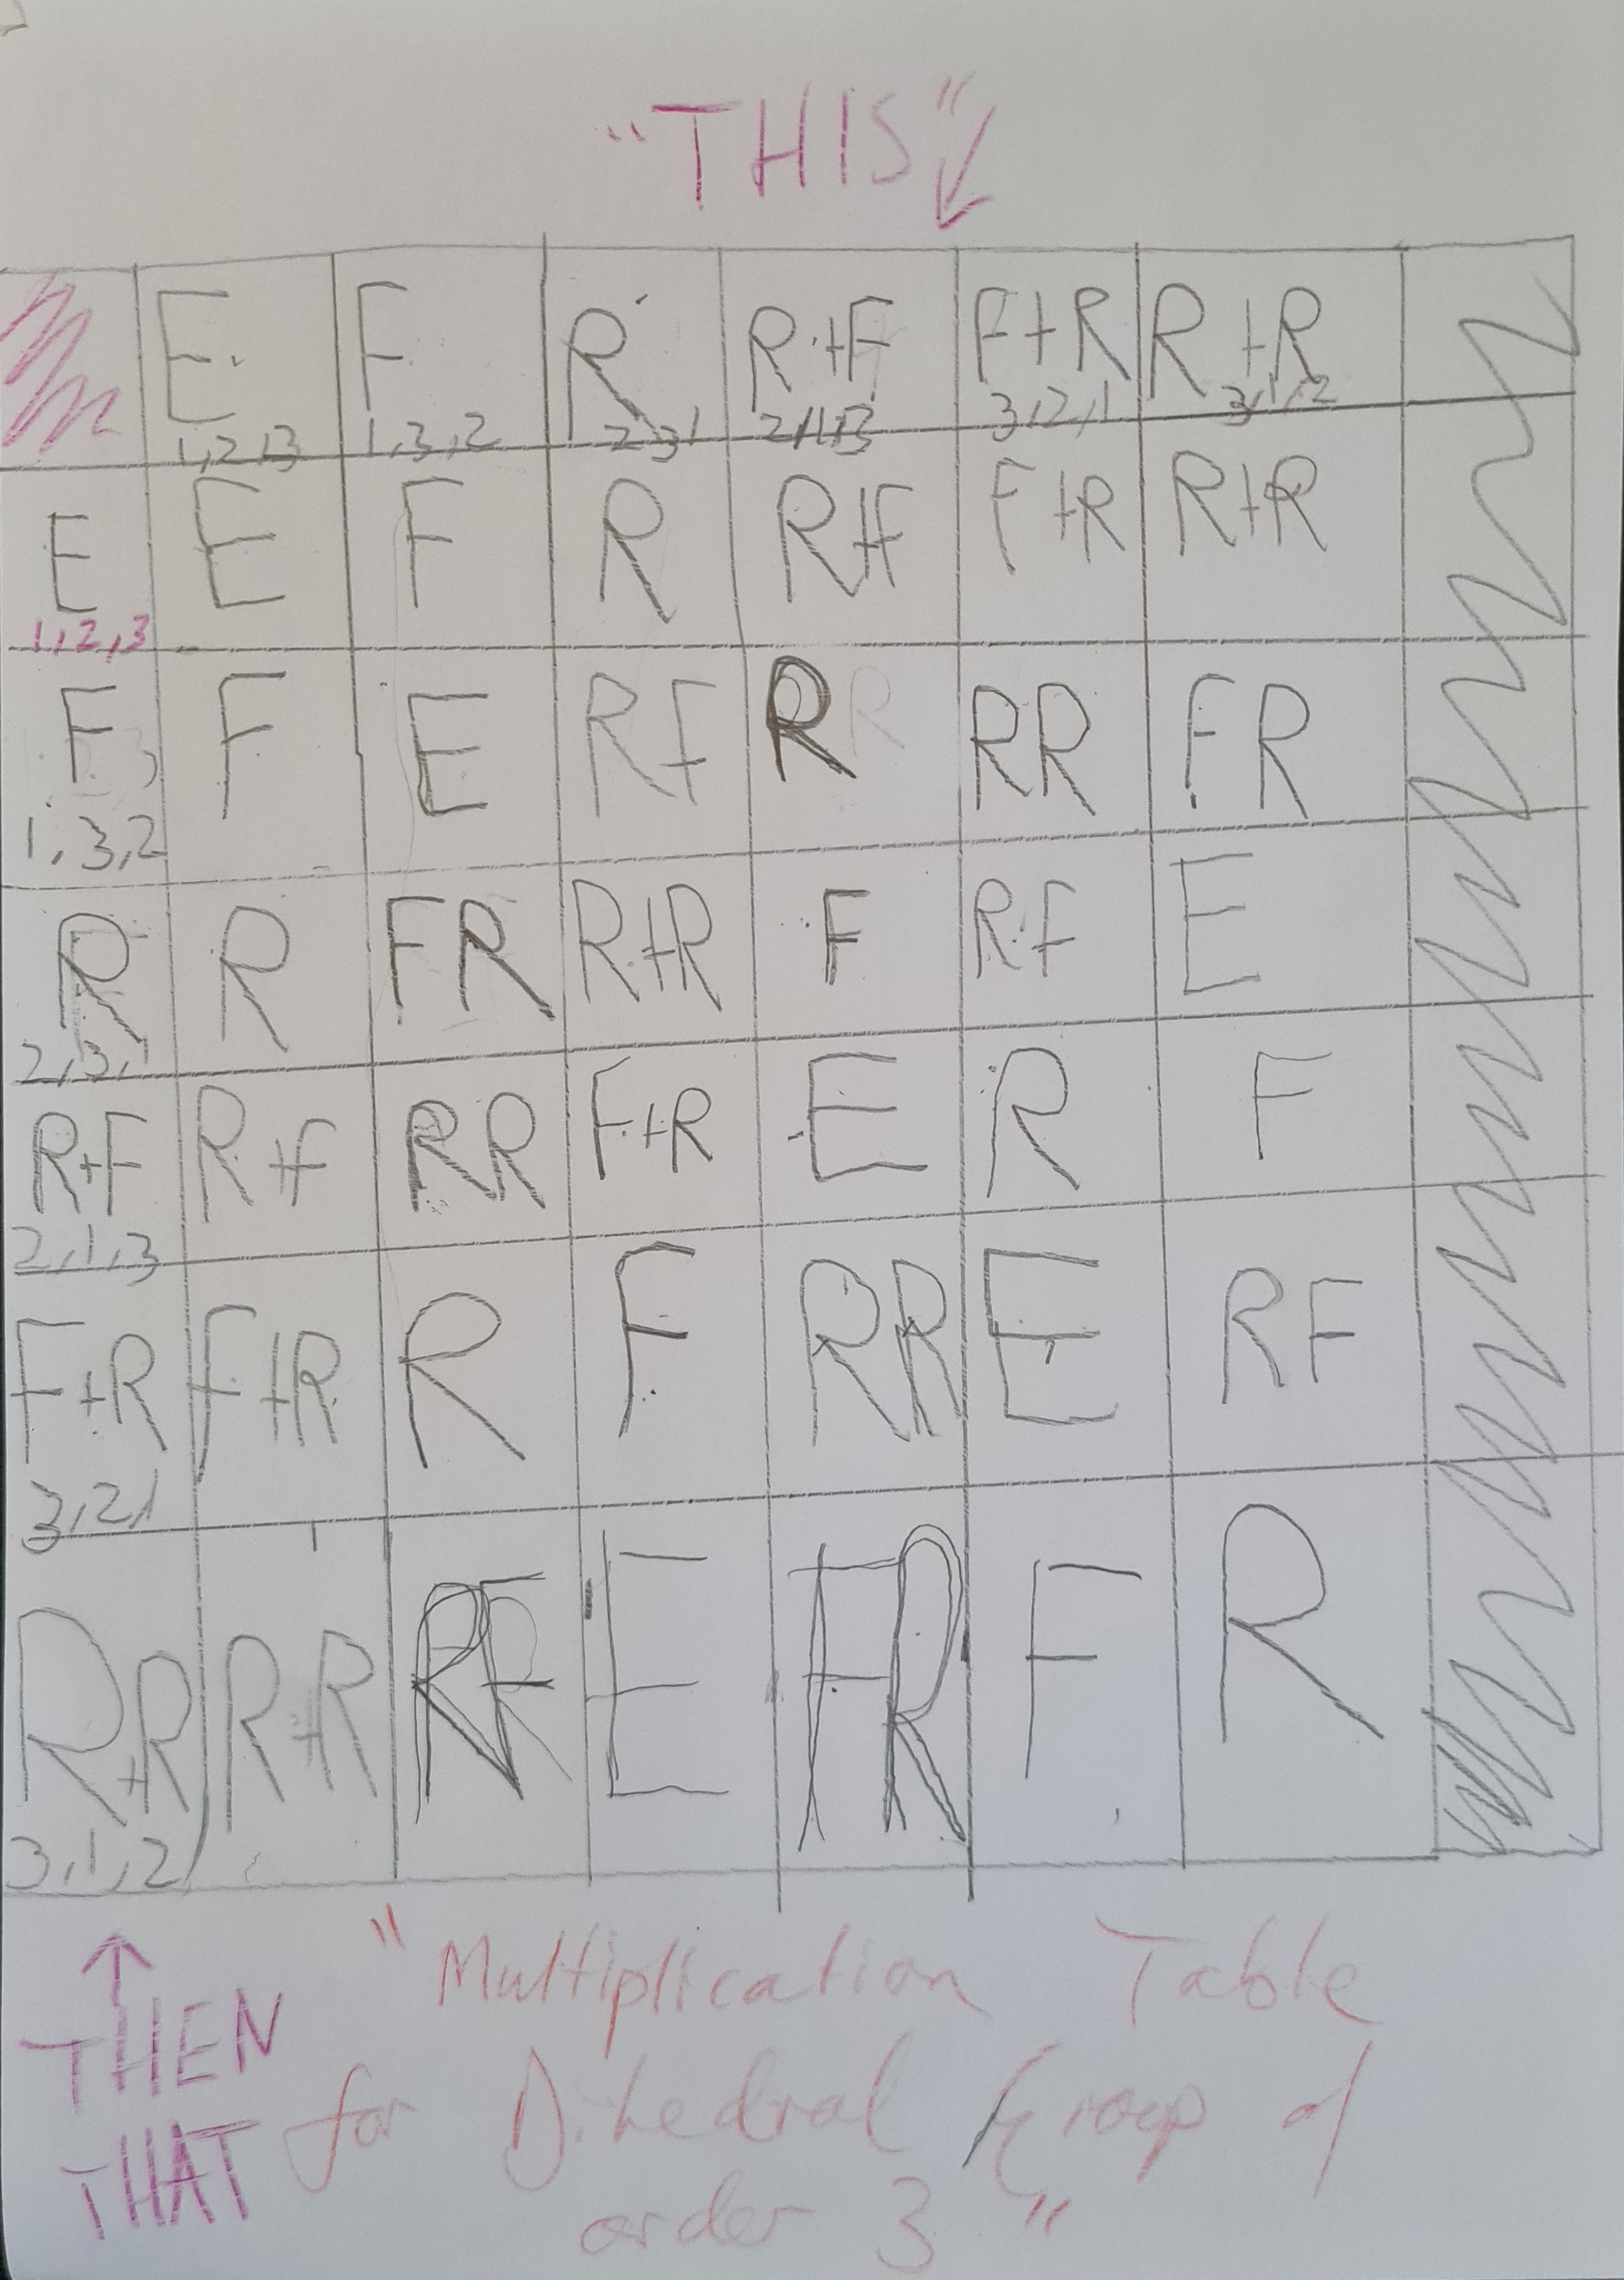 "THIS"
E F R R+F F+R R+R
1,2,3 1,3,2 2,3,1 2,1,3 3,2,1 3,1,2
E E F R R+F F+R R+R
1,2,3
F F E RF R RR FR
1,3,2
R R FR R+R F RF E
2,3,1
R+F R+F RR F+R E R F
2,1,3
F+R F+R R F RR E RF
3,2,1
R+R R+R RF E FR F R
3,1,2
THEN
THAT
"Multiplication Table
for Dihedral Group of
order 3"